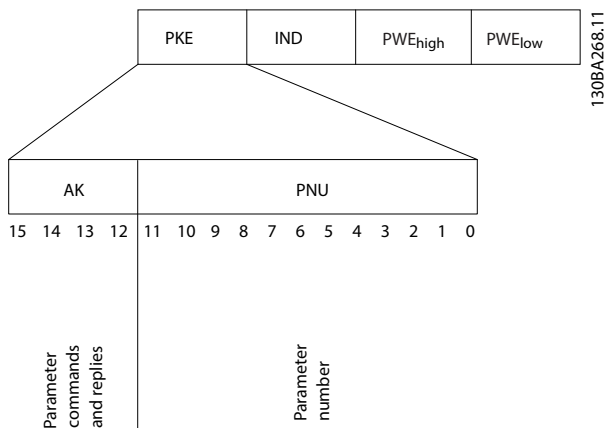 PKE IND PWEhigh PWElow
130BA268.11
AK PNU
15 14 13 12 11 10 9 8 7 6 5 4 3 2 1 0
Parameter
commands
and replies
Parameter
number